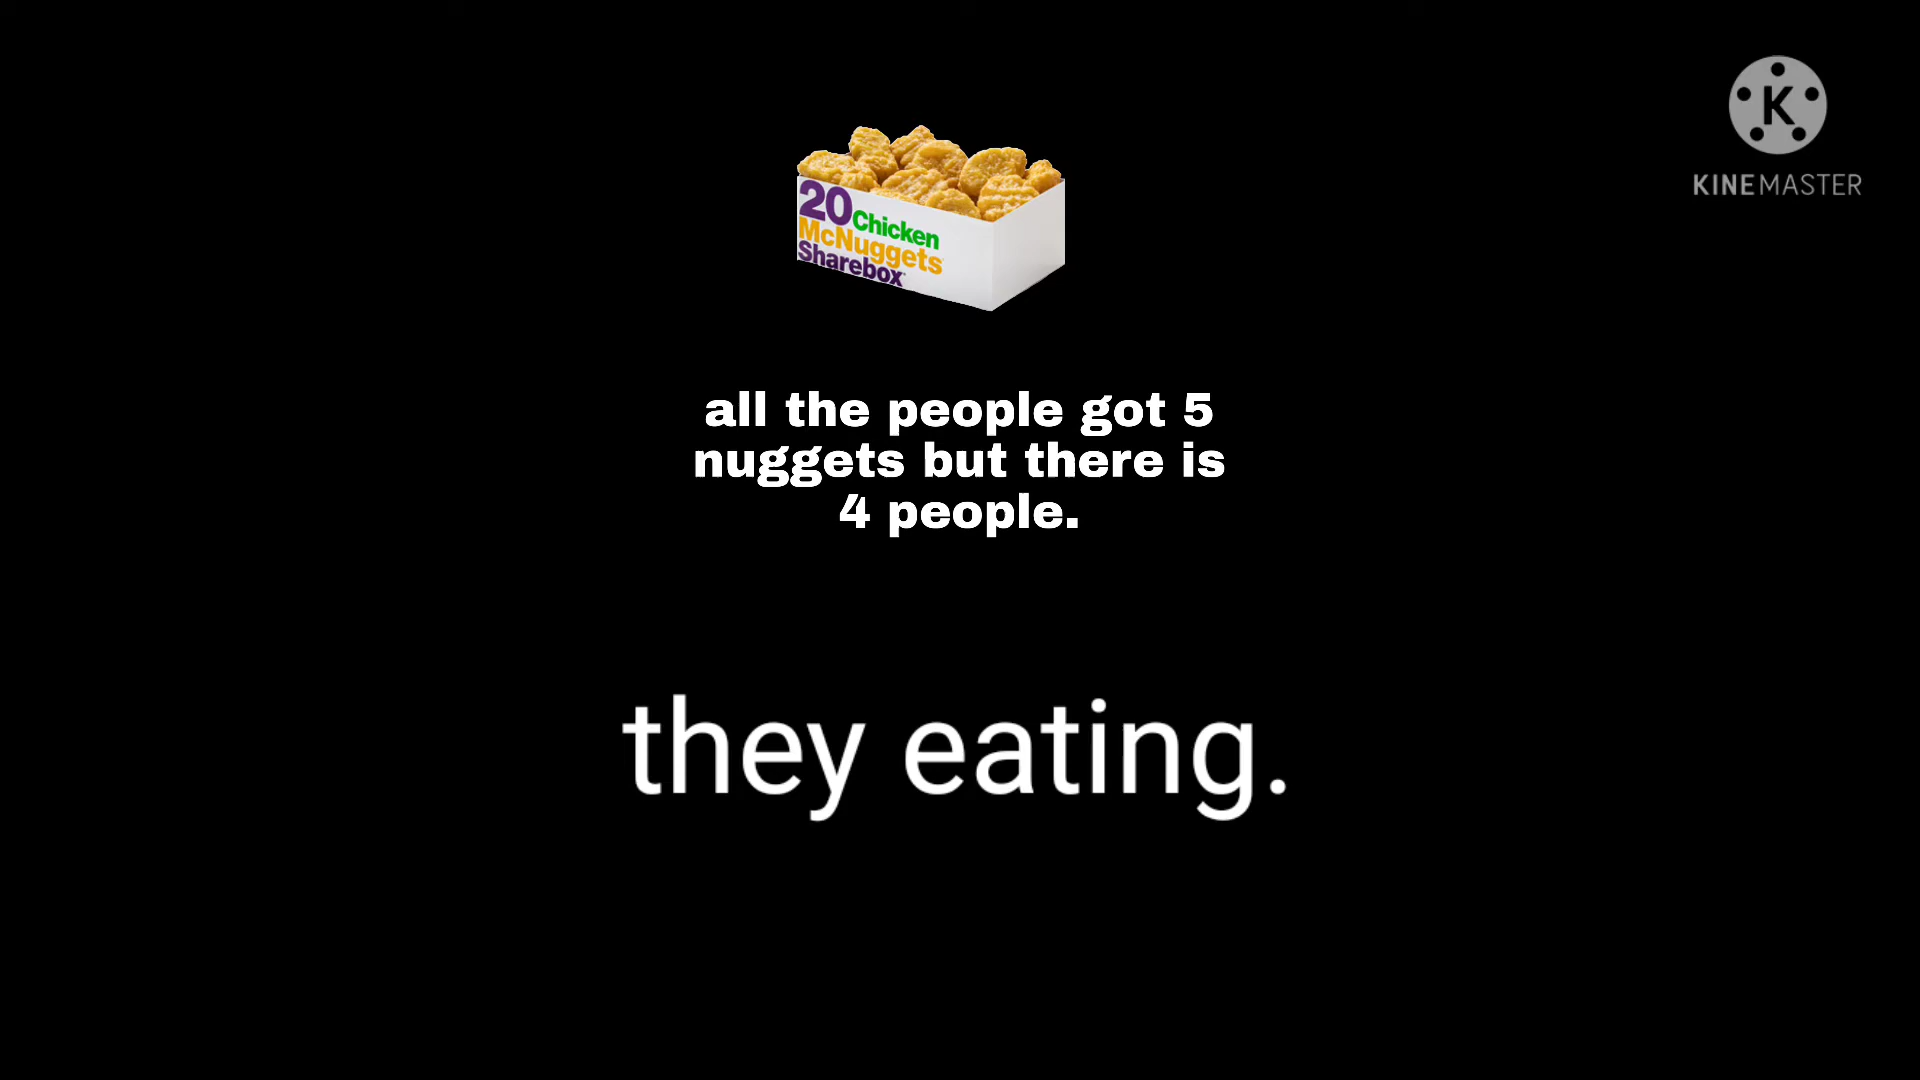 K
KINEMASTER
20 Chicken
McNuggets
Sharebox
all the people got 5
nuggets but there is
4 people.
they eating.